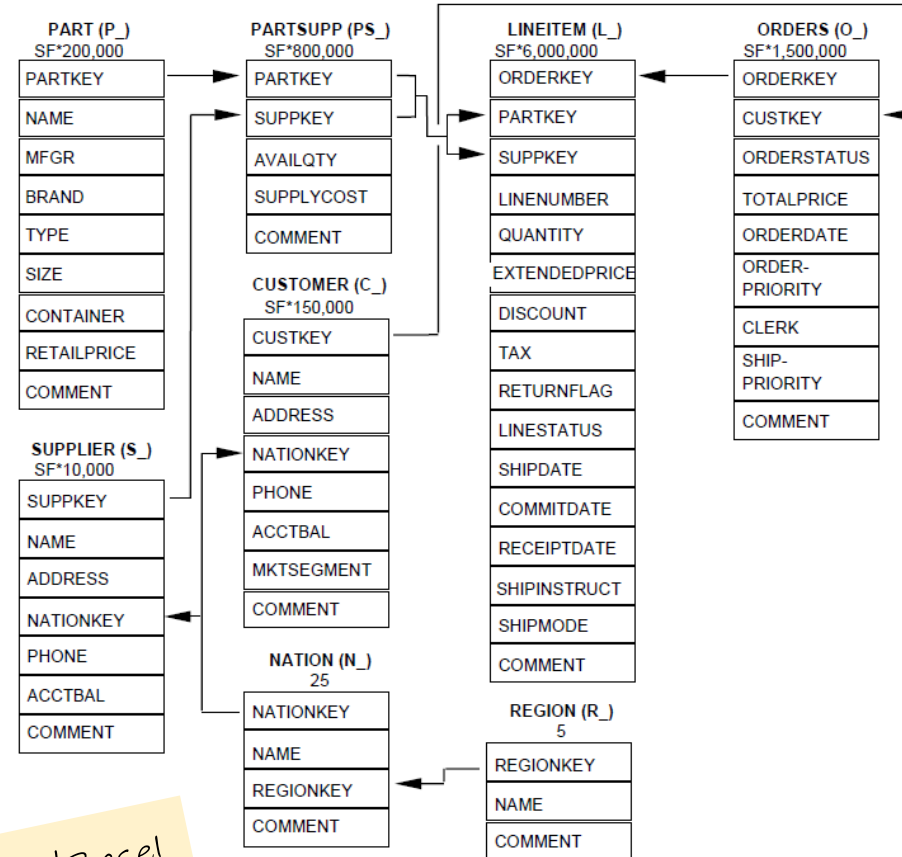 PART (P_)
SF*200,000
PARTKEY
NAME
MFGR
BRAND
TYPE
SIZE
CONTAINER
RETAILPRICE
COMMENT
SUPPLIER (S_)
SF*10,000
SUPPKEY
NAME
ADDRESS
NATIONKEY
PHONE
ACCTBAL
COMMENT
PARTSUPP (PS_)
SF*800,000
PARTKEY
SUPPKEY
AVAILQTY
SUPPLYCOST
COMMENT
CUSTOMER (C_)
SF*150,000
CUSTKEY
NAME
ADDRESS
NATIONKEY
PHONE
ACCTBAL
MKTSEGMENT
COMMENT
NATION (N_)
25
NATIONKEY
NAME
REGIONKEY
COMMENT
LINEITEM (L_)
SF*6,000,000
ORDERKEY
PARTKEY
SUPPKEY
LINENUMBER
QUANTITY
EXTENDEDPRICE
DISCOUNT
TAX
RETURNFLAG
LINESTATUS
SHIPDATE
COMMITDATE
RECEIPTDATE
SHIPINSTRUCT
SHIPMODE
COMMENT
REGION (R_)
5
REGIONKEY
NAME
COMMENT
ORDERS (O_)
SF*1,500,000
ORDERKEY
CUSTKEY
ORDERSTATUS
TOTALPRICE
ORDERDATE
ORDER-
PRIORITY
CLERK
SHIP-
PRIORITY
COMMENT